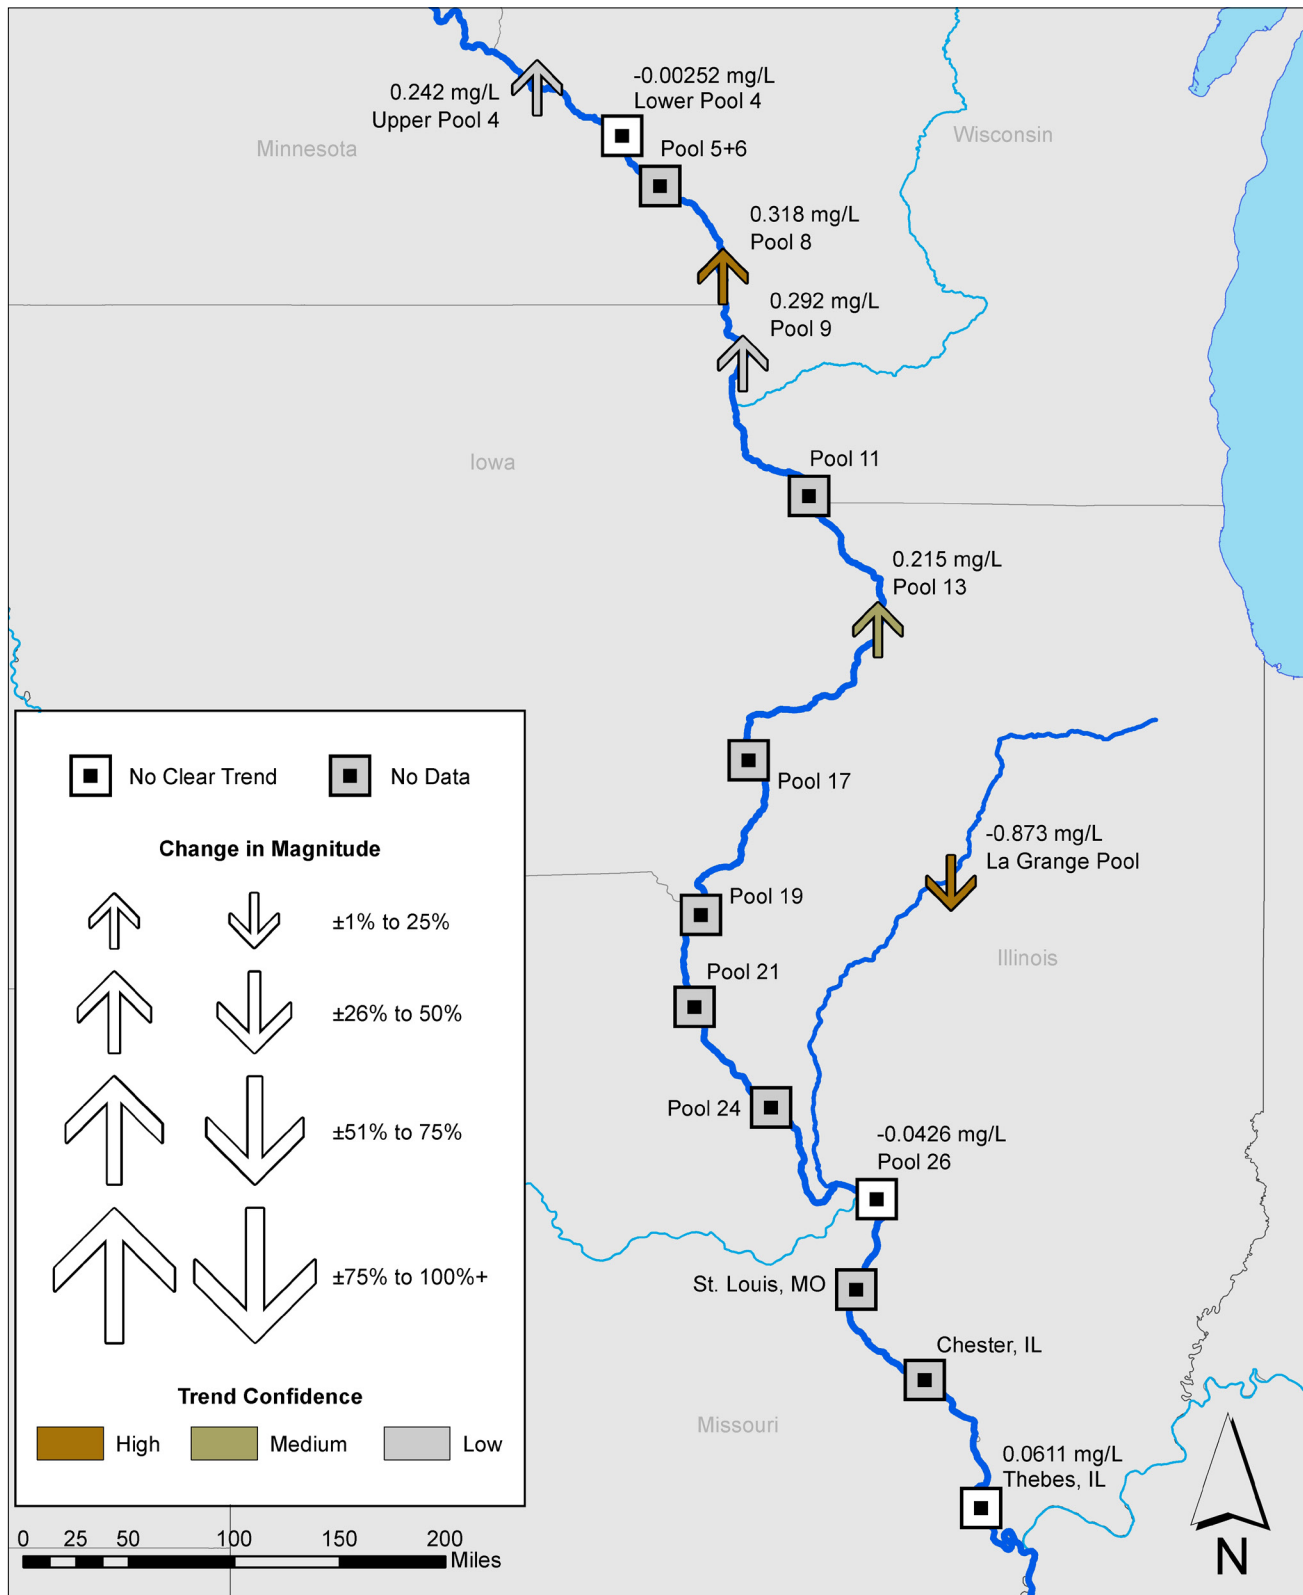 -0.00252 mg/L
Lower Pool 4
0.242 mg/L
Upper Pool 4
Minnesota
Wisconsin
Pool 5+6
0.318 mg/L
Pool 8
0.292 mg/L
Pool 9
Iowa
Pool 11
0.215 mg/L
Pool 13
Pool 17
-0.873 mg/L
La Grange Pool
Pool 19
Illinois
Pool 21
Pool 24
-0.0426 mg/L
Pool 26
St. Louis, MO
Chester, IL
Missouri
0.0611 mg/L
Thebes, IL
No Clear Trend
No Data
Change in Magnitude
±1% to 25%
±26% to 50%
±51% to 75%
±75% to 100%+
Trend Confidence
High
Medium
Low
0 25 50 100 150 200
Miles
N